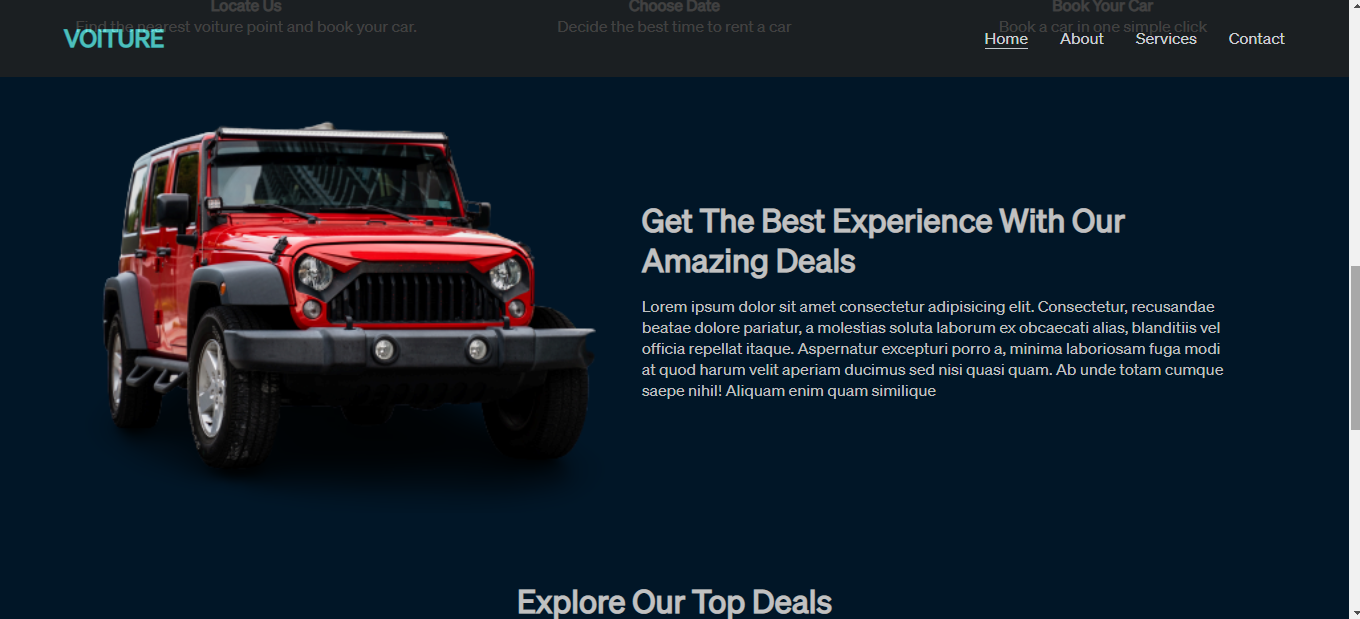 Locate Us
Choose Date
Book Your Car
Find the nearest voiture point and book your car.
Decide the best time to rent a car
Book a car in one simple click
VOITURE
Home
About
Services
Contact
Get The Best Experience With Our
Amazing Deals
Lorem ipsum dolor sit amet consectetur adipisicing elit. Consectetur, recusandae
beatae dolore pariatur, a molestias soluta laborum ex obcaecati alias, blanditiis vel
officia repellat itaque. Aspernatur excepturi porro a, minima laboriosam fuga modi
at quod harum velit aperiam ducimus sed nisi quasi quam. Ab unde totam cumque
saepe nihil! Aliquam enim quam similique
Explore Our Top Deals